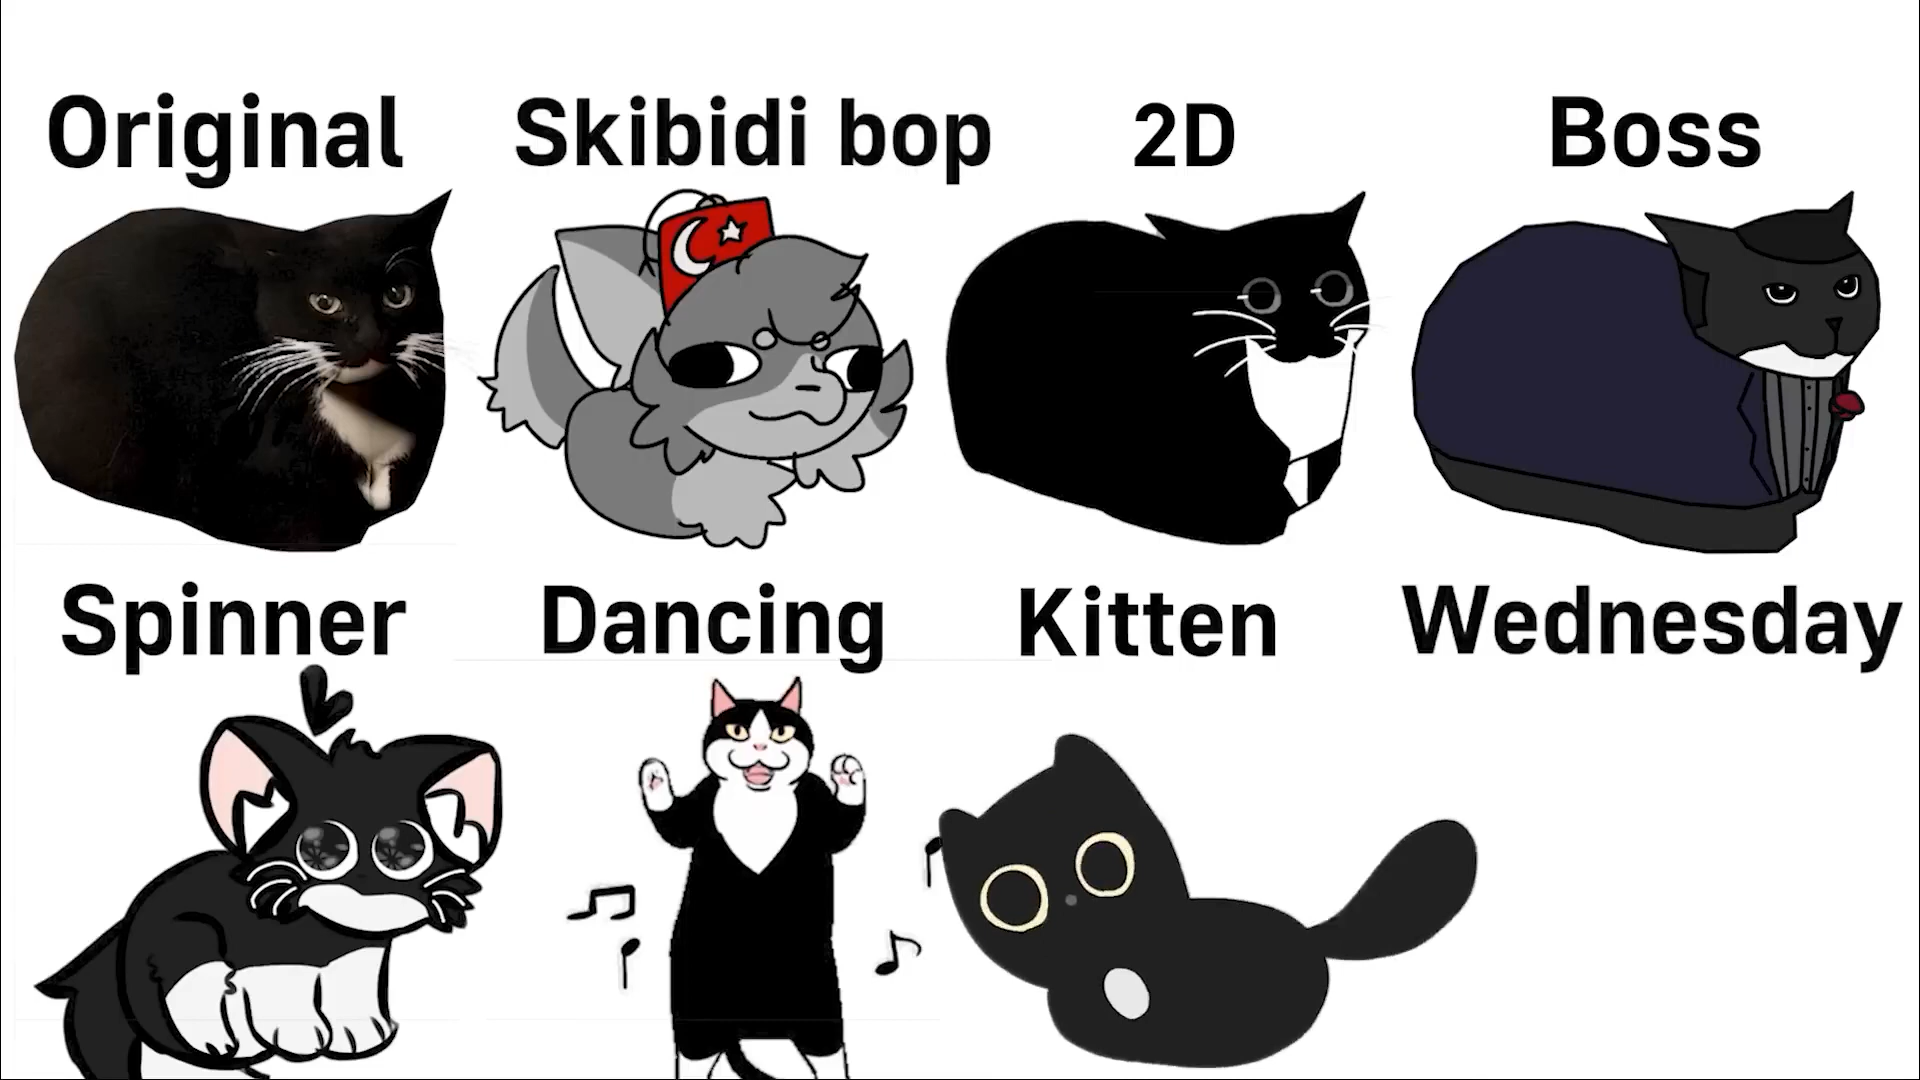 Original
Skibidi bop
2D
Boss
Spinner
Dancing
Kitten
Wednesday